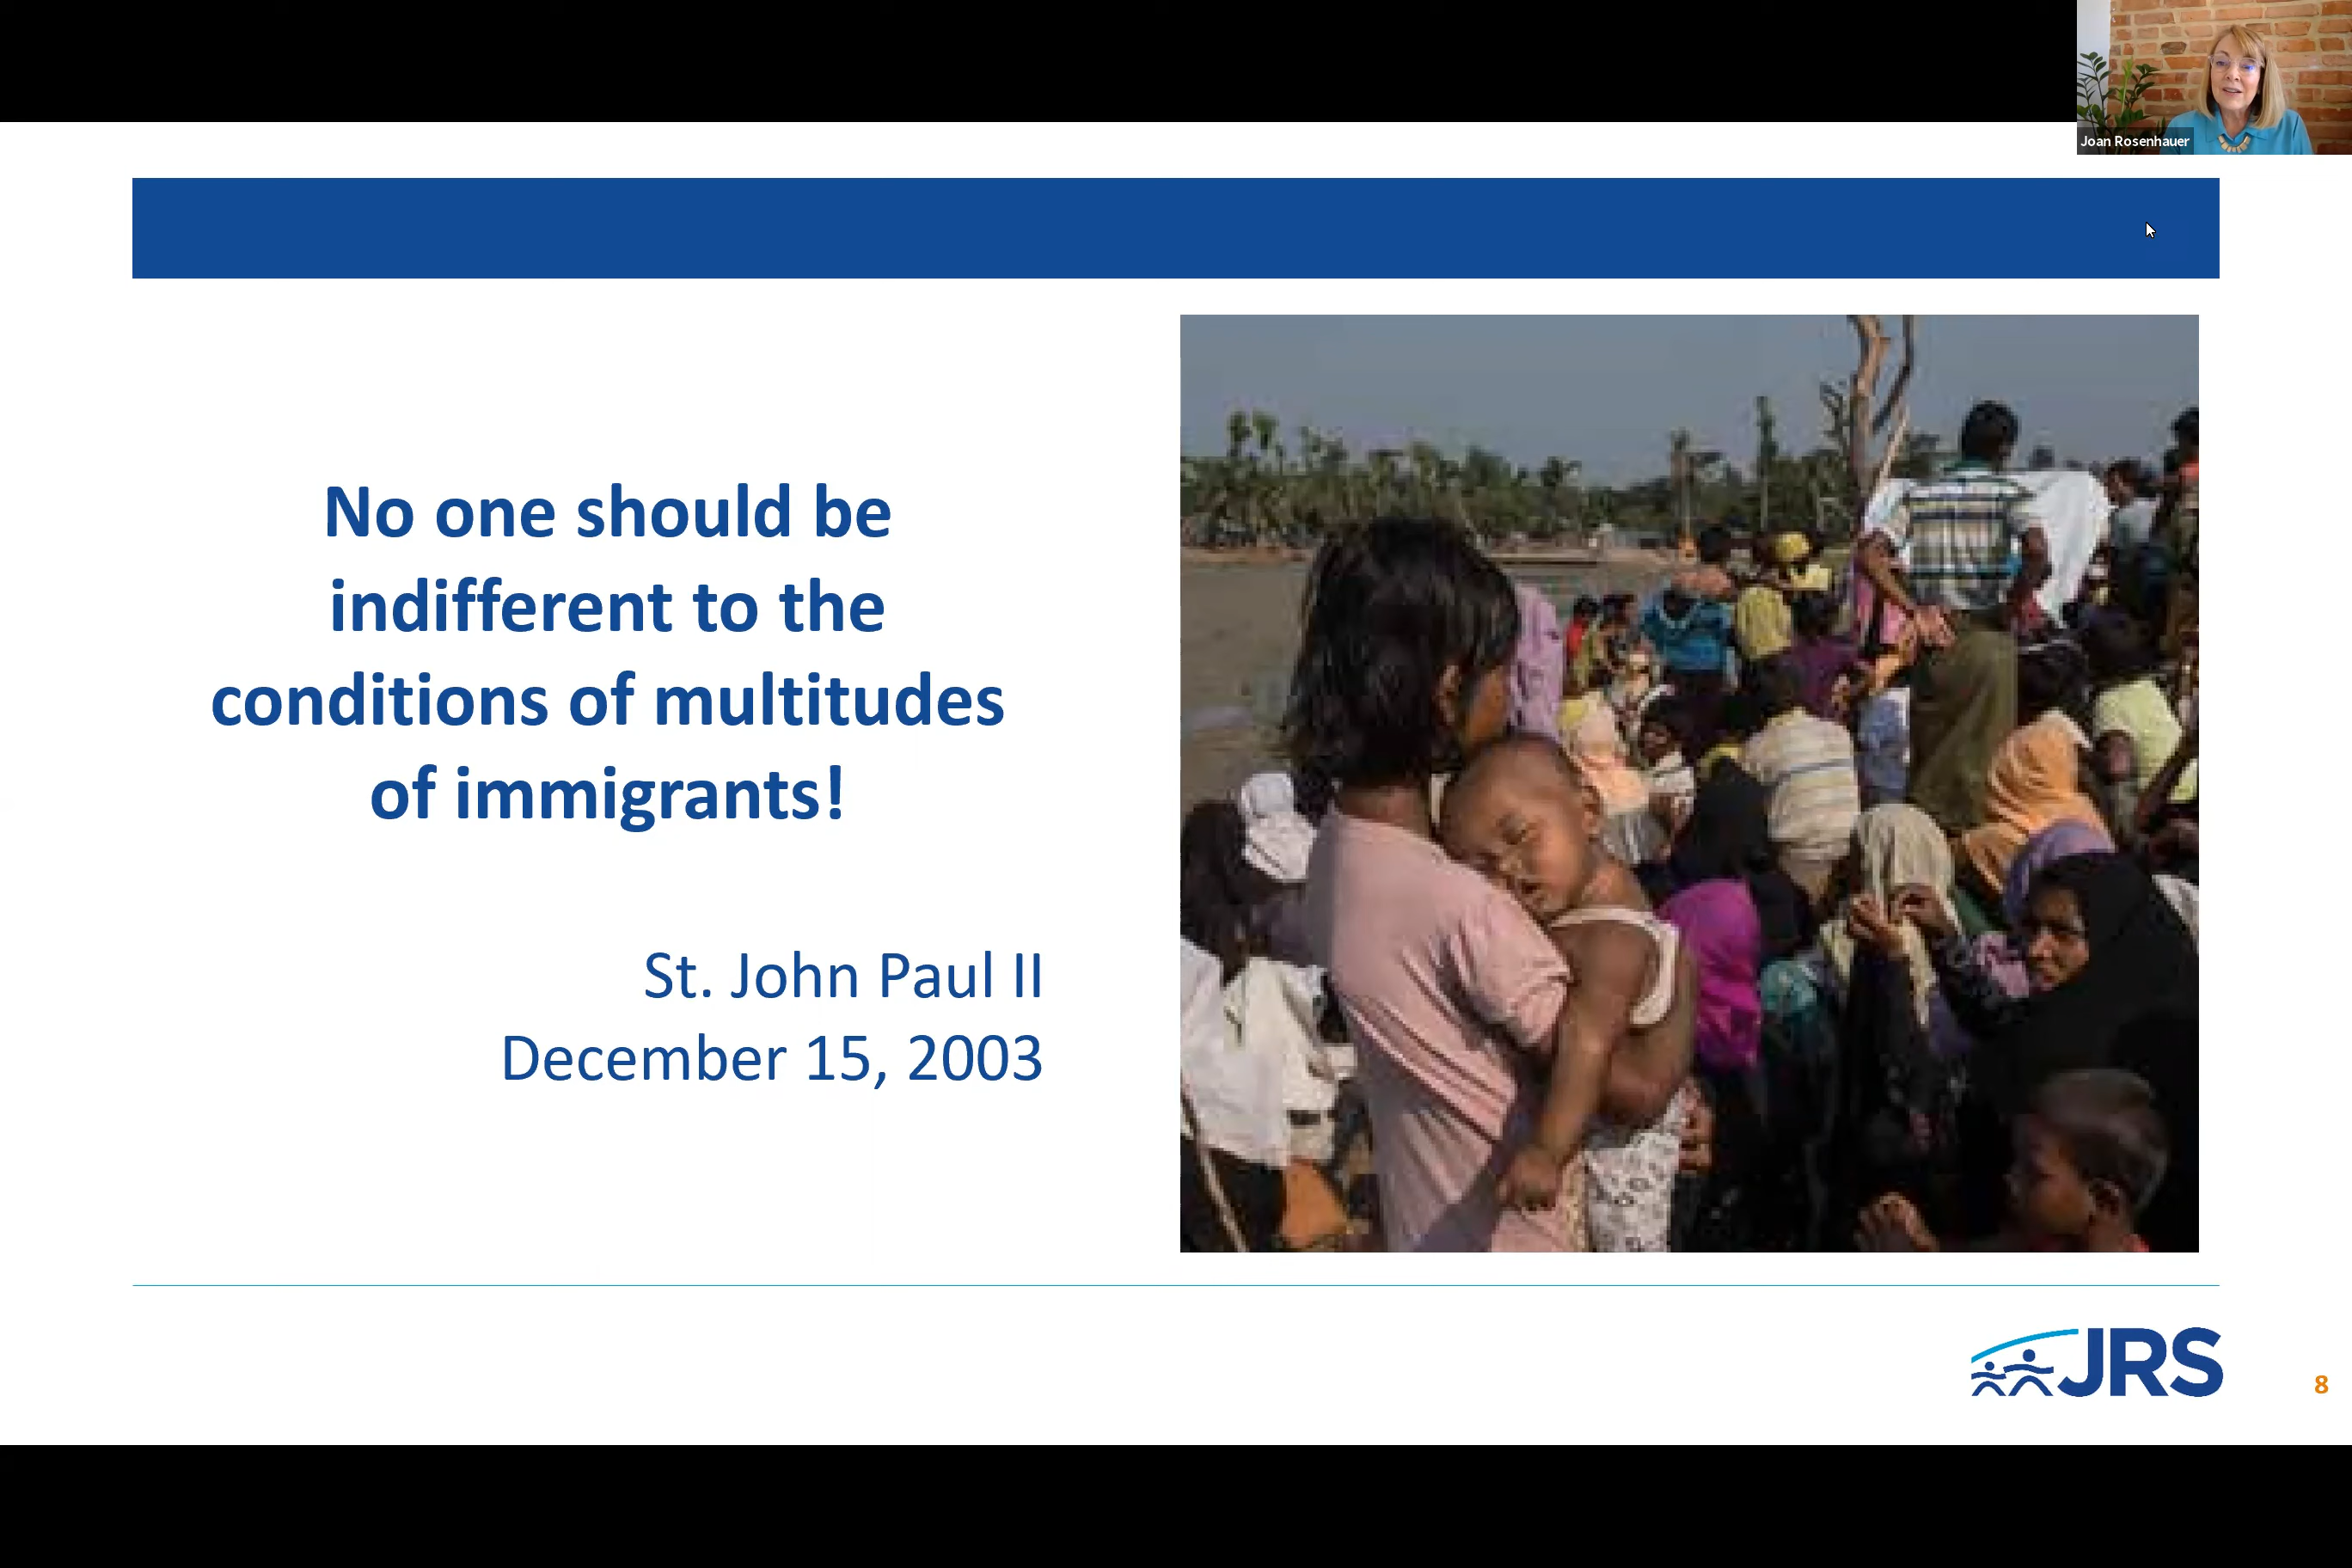 Joan Rosenhauer
No one should be
indifferent to the
conditions of multitudes
of immigrants!
St. John Paul II
December 15, 2003
JRS
8